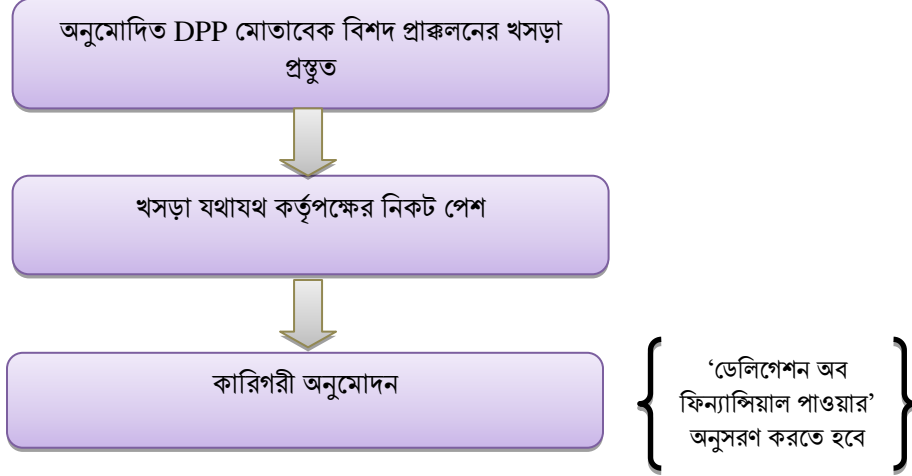 অনুমোদিত DPP মোতাবেক বিশদ প্রাক্কলনের খসড়া
প্রস্তুত
খসড়া যথাযথ কর্তৃপক্ষের নিকট পেশ
কারিগরী অনুমোদন
‘ডেলিগেশন অব
ফিন্যান্সিয়াল পাওয়ার’
অনুসরণ করতে হবে